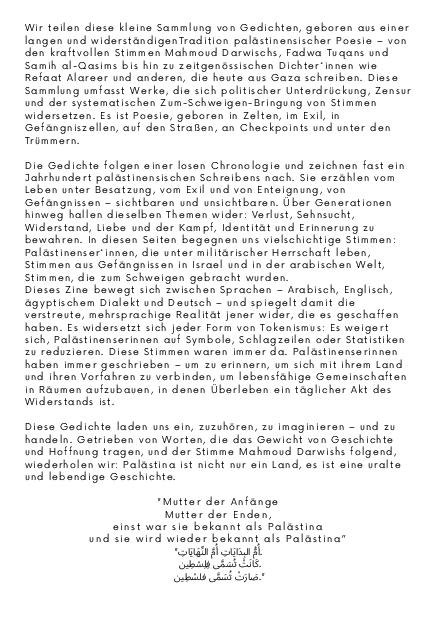 Wir teilen diese kleine Sammlung von Gedichten, geboren aus einer
langen und widerständigenTradition palästinensischer Poesie – von
den kraftvollen Stimmen Mahmoud Darwischs, Fadwa Tuqans und
Samih al-Qasims bis hin zu zeitgenössischen Dichter*innen wie
Refaat Alareer und anderen, die heute aus Gaza schreiben. Diese
Sammlung umfasst Werke, die sich politischer Unterdrückung, Zensur
und der systematischen Zum-Schweigen-Bringung von Stimmen
widersetzen. Es ist Poesie, geboren in Zelten, im Exil, in
Gefängniszellen, auf den Straßen, an Checkpoints und unter den
Trümmern.
Die Gedichte folgen einer losen Chronologie und zeichnen fast ein
Jahrhundert palästinensischen Schreibens nach. Sie erzählen vom
Leben unter Besatzung, vom Exil und von Enteignung, von
Gefängnissen – sichtbaren und unsichtbaren. Über Generationen
hinweg hallen dieselben Themen wider: Verlust, Sehnsucht,
Widerstand, Liebe und der Kampf, Identität und Erinnerung zu
bewahren. In diesen Seiten begegnen uns vielschichtige Stimmen:
Palästinenser*innen, die unter militärischer Herrschaft leben,
Stimmen aus Gefängnissen in Israel und in der arabischen Welt,
Stimmen, die zum Schweigen gebracht wurden.
Dieses Zine bewegt sich zwischen Sprachen – Arabisch, Englisch,
ägyptischem Dialekt und Deutsch – und spiegelt damit die
verstreute, mehrsprachige Realität jener wider, die es geschaffen
haben. Es widersetzt sich jeder Form von Tokenismus: Es weigert
sich, Palästinenserinnen auf Symbole, Schlagzeilen oder Statistiken
zu reduzieren. Diese Stimmen waren immer da. Palästinenserinnen
haben immer geschrieben – um zu erinnern, um sich mit ihrem Land
und ihren Vorfahren zu verbinden, um lebensfähige Gemeinschaften
in Räumen aufzubauen, in denen Überleben ein täglicher Akt des
Widerstands ist.
Diese Gedichte laden uns ein, zuzuhören, zu imaginieren – und zu
handeln. Getrieben von Worten, die das Gewicht von Geschichte
und Hoffnung tragen, und der Stimme Mahmoud Darwishs folgend,
wiederholen wir: Palästina ist nicht nur ein Land, es ist eine uralte
und lebendige Geschichte.
"Mutter der Anfänge
Mutter der Enden,
einst war sie bekannt als Palästina
und sie wird wieder bekannt als Palästina"
"أُمُّ البِدَايَاتِ أُمُّ النِّهَايَاتِ.
كَانَتْ تُسَمَّى فِلِسْطِين.
صَارَتْ تُسَمَّى فلسْطِين."